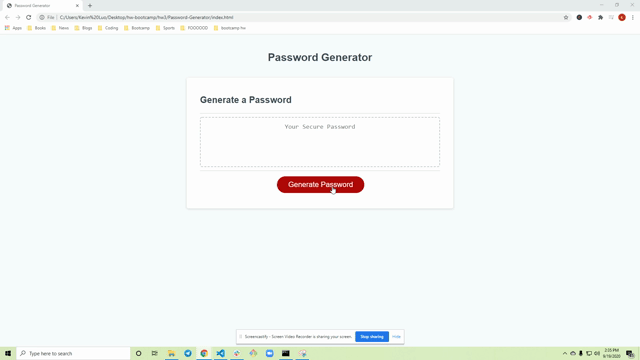 Password Generator
File C:/Users/Kevin%20Luo/Desktop/hw-bootcamp/hw3/Password-Generator/index.html
Apps Books News Blogs Coding Bootcamp Sports FOOOOOD bootcamp hw
Password Generator
Generate a Password
Your Secure Password
Generate Password
Screencastify - Screen Video Recorder is sharing your screen. Stop sharing Hide
Type here to search
2:35 PM
9/19/2020